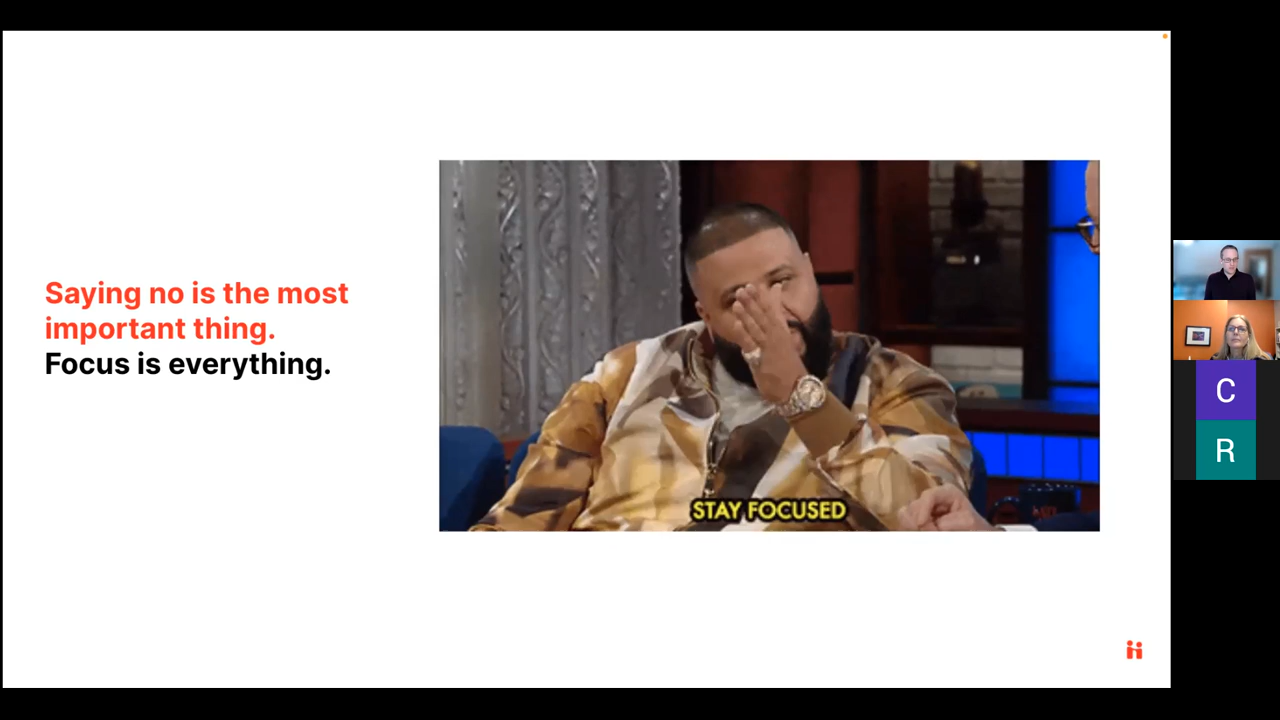 Saying no is the most
important thing.
Focus is everything.
STAY FOCUSED
C
R